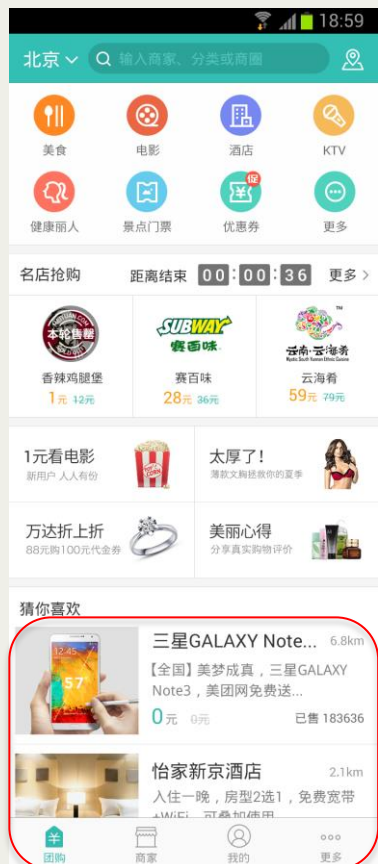 18:59
北京
输入商家、分类或商圈
美食 电影 酒店 KTV
促
健康丽人 景点门票 优惠券 更多
名店抢购 距离结束 00:00:36 更多
本轮售罄
SUBWAY
赛百味
云南·云海肴
香辣鸡腿堡 赛百味 云海肴
1元 12元 28元 36元 59元 79元
1元看电影
新用户 人人有份
太厚了!
薄款文胸拯救你的夏季
万达折上折
88元购100元代金券
美丽心得
分享真实购物评价
猜你喜欢
三星GALAXY Note... 6.8km
【全国】美梦成真,三星GALAXY
Note3,美团网免费送...
0元 0元 已售 183636
12:45
57°
怡家新京酒店 2.1km
入住一晚,房型2选1,免费宽带
+WiFi,可叠加使用
团购 商家 我的 更多